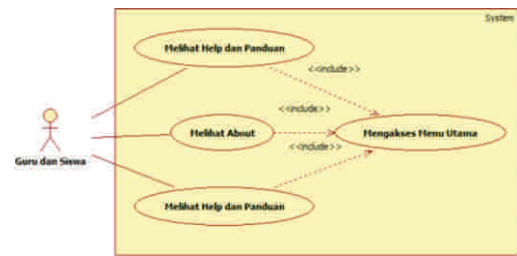 System
Melihat Help dan Panduan
<<include>>
<<include>>
Melihat About
Mengakses Menu Utama
<<include>>
Guru dan Siswa
Melihat Help dan Panduan